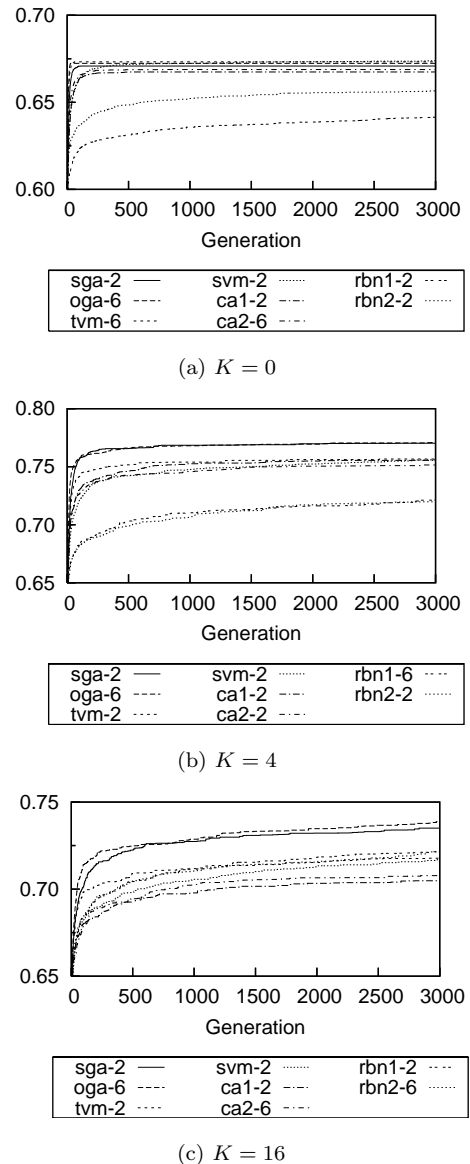 0.70
0.65
0.60
0 500 1000 1500 2000 2500 3000
Generation
sga-2 svm-2 rbn1-2
oga-6 ca1-2 rbn2-2
tvm-6 ca2-6
(a) K = 0
0.80
0.75
0.70
0.65
0 500 1000 1500 2000 2500 3000
Generation
sga-2 svm-2 rbn1-6
oga-6 ca1-2 rbn2-2
tvm-2 ca2-2
(b) K = 4
0.75
0.70
0.65
0 500 1000 1500 2000 2500 3000
Generation
sga-2 svm-2 rbn1-2
oga-6 ca1-2 rbn2-6
tvm-2 ca2-6
(c) K = 16